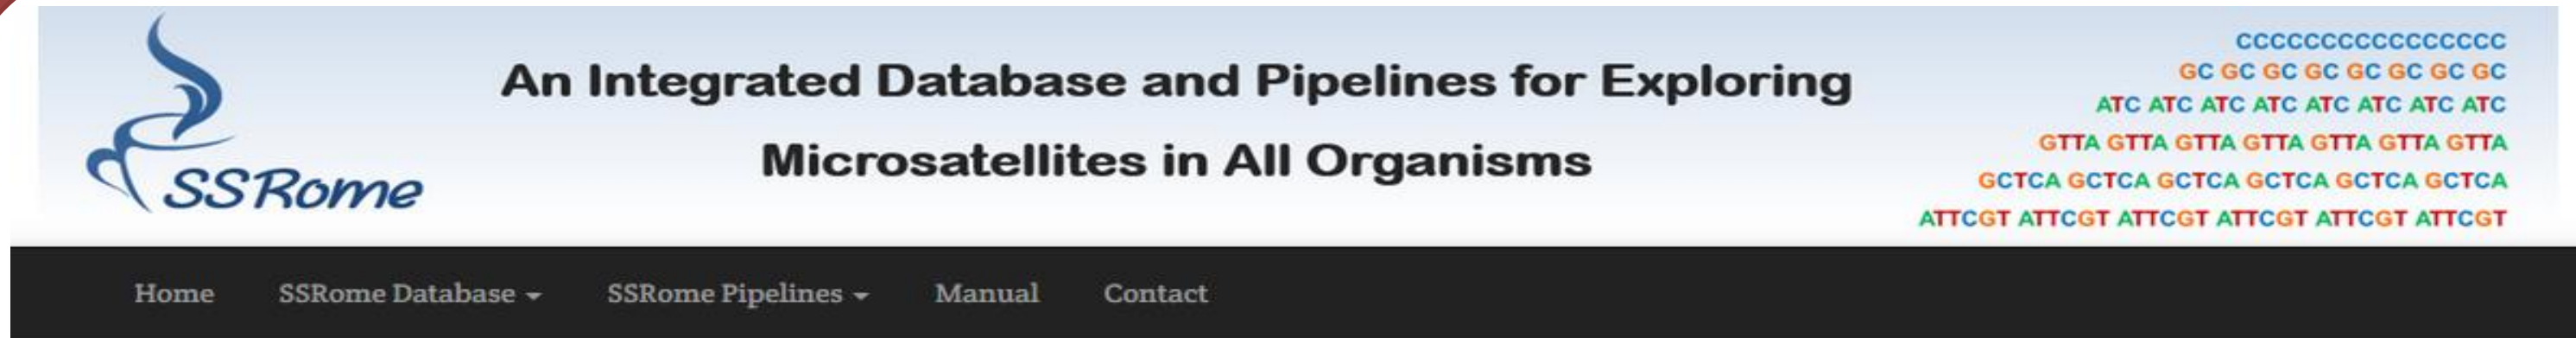 SSRome
An Integrated Database and Pipelines for Exploring
Microsatellites in All Organisms
CCCCCCCCCCCCCCCC
GC GC GC GC GC GC GC GC
ATC ATC ATC ATC ATC ATC ATC ATC
GTTA GTTA GTTA GTTA GTTA GTTA GTTA
GCTCA GCTCA GCTCA GCTCA GCTCA GCTCA
ATTCGT ATTCGT ATTCGT ATTCGT ATTCGT ATTCGT
Home SSRome Database SSRome Pipelines Manual Contact